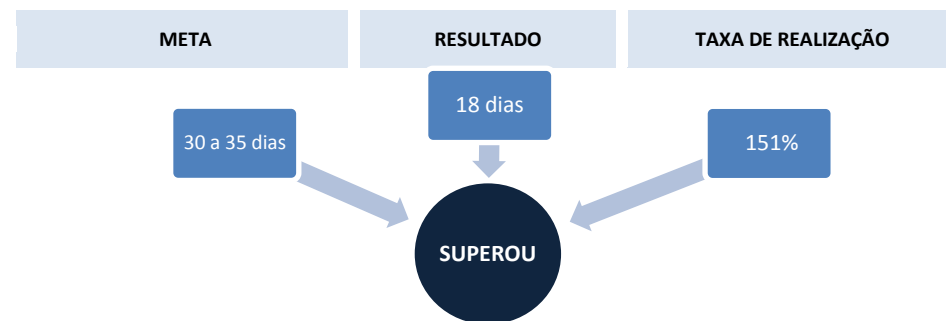 META
RESULTADO
TAXA DE REALIZAÇÃO
30 a 35 dias
18 dias
151%
SUPEROU